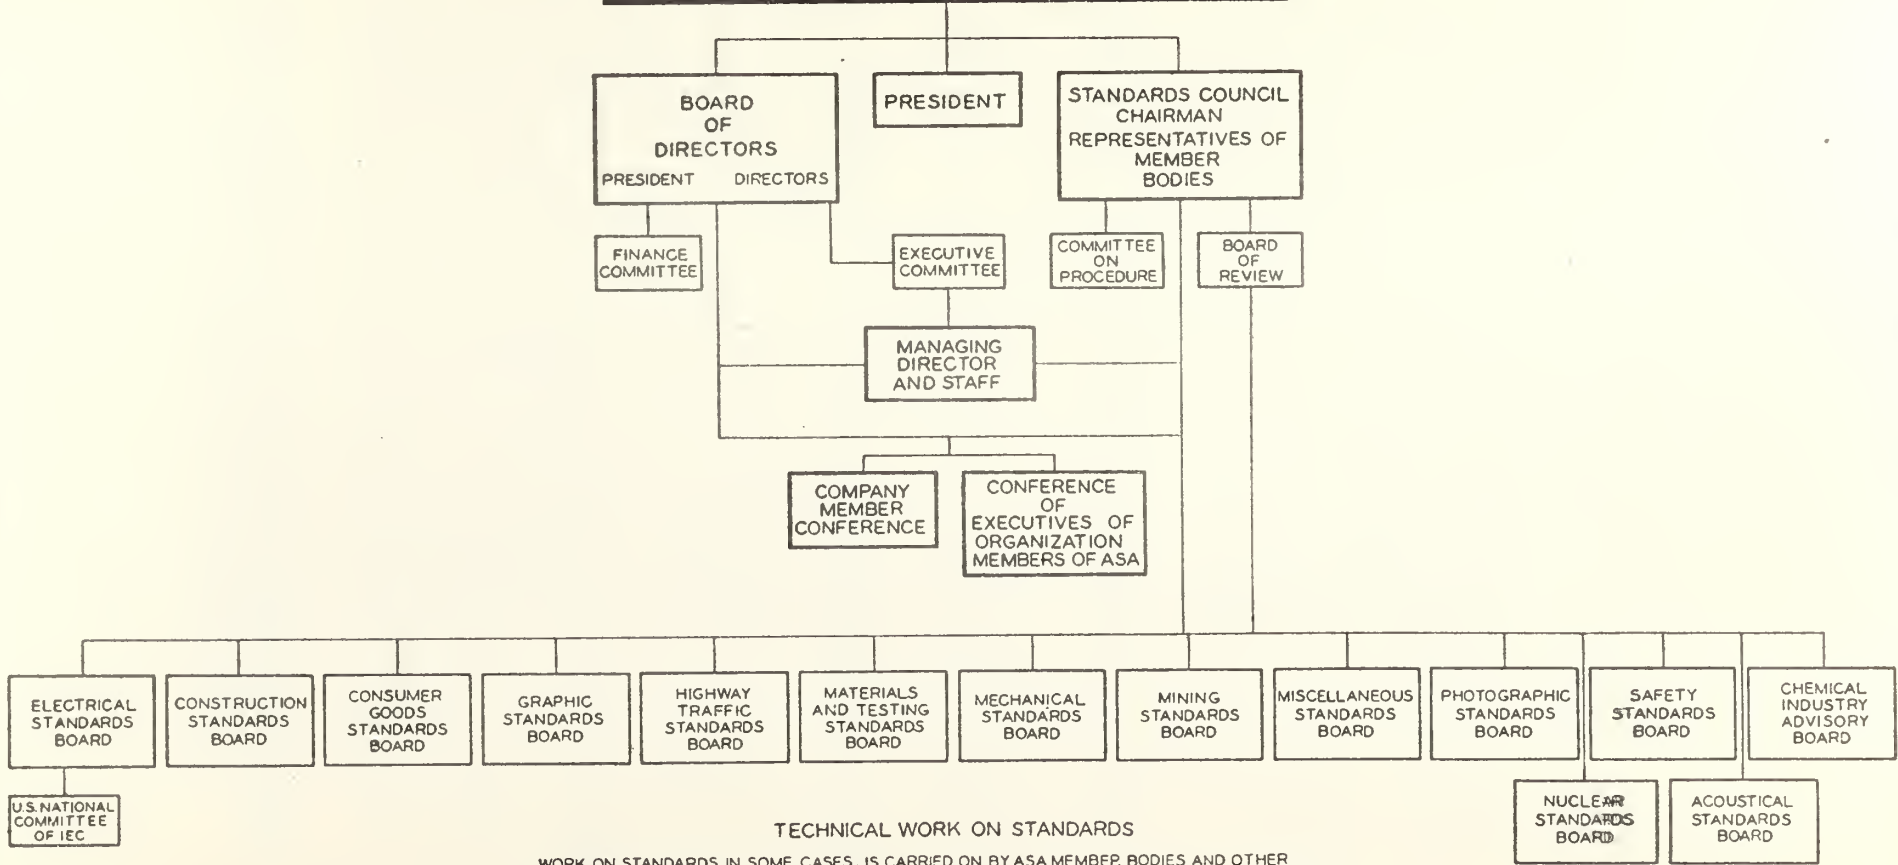 BOARD
OF
DIRECTORS
PRESIDENT DIRECTORS
PRESIDENT
STANDARDS COUNCIL
CHAIRMAN
REPRESENTATIVES OF
MEMBER
BODIES
FINANCE
COMMITTEE
EXECUTIVE
COMMITTEE
COMMITTEE
ON
PROCEDURE
BOARD
OF
REVIEW
MANAGING
DIRECTOR
AND STAFF
COMPANY
MEMBER
CONFERENCE
CONFERENCE
OF
EXECUTIVES OF
ORGANIZATION
MEMBERS OF ASA
ELECTRICAL
STANDARDS
BOARD
CONSTRUCTION
STANDARDS
BOARD
CONSUMER
GOODS
STANDARDS
BOARD
GRAPHIC
STANDARDS
BOARD
HIGHWAY
TRAFFIC
STANDARDS
BOARD
MATERIALS
AND TESTING
STANDARDS
BOARD
MECHANICAL
STANDARDS
BOARD
MINING
STANDARDS
BOARD
MISCELLANEOUS
STANDARDS
BOARD
PHOTOGRAPHIC
STANDARDS
BOARD
SAFETY
STANDARDS
BOARD
CHEMICAL
INDUSTRY
ADVISORY
BOARD
U.S. NATIONAL
COMMITTEE
OF IEC
NUCLEAR
STANDARDS
BOARD
ACOUSTICAL
STANDARDS
BOARD
TECHNICAL WORK ON STANDARDS
WORK ON STANDARDS IN SOME CASES, IS CARRIED ON BY ASA MEMBER BODIES AND OTHER